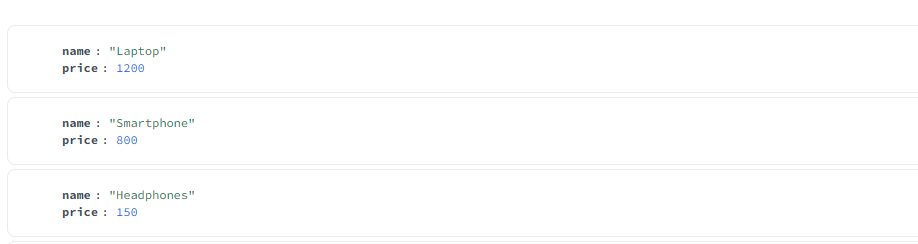 name : "Laptop"
price : 1200
name : "Smartphone"
price : 800
name : "Headphones"
price : 150